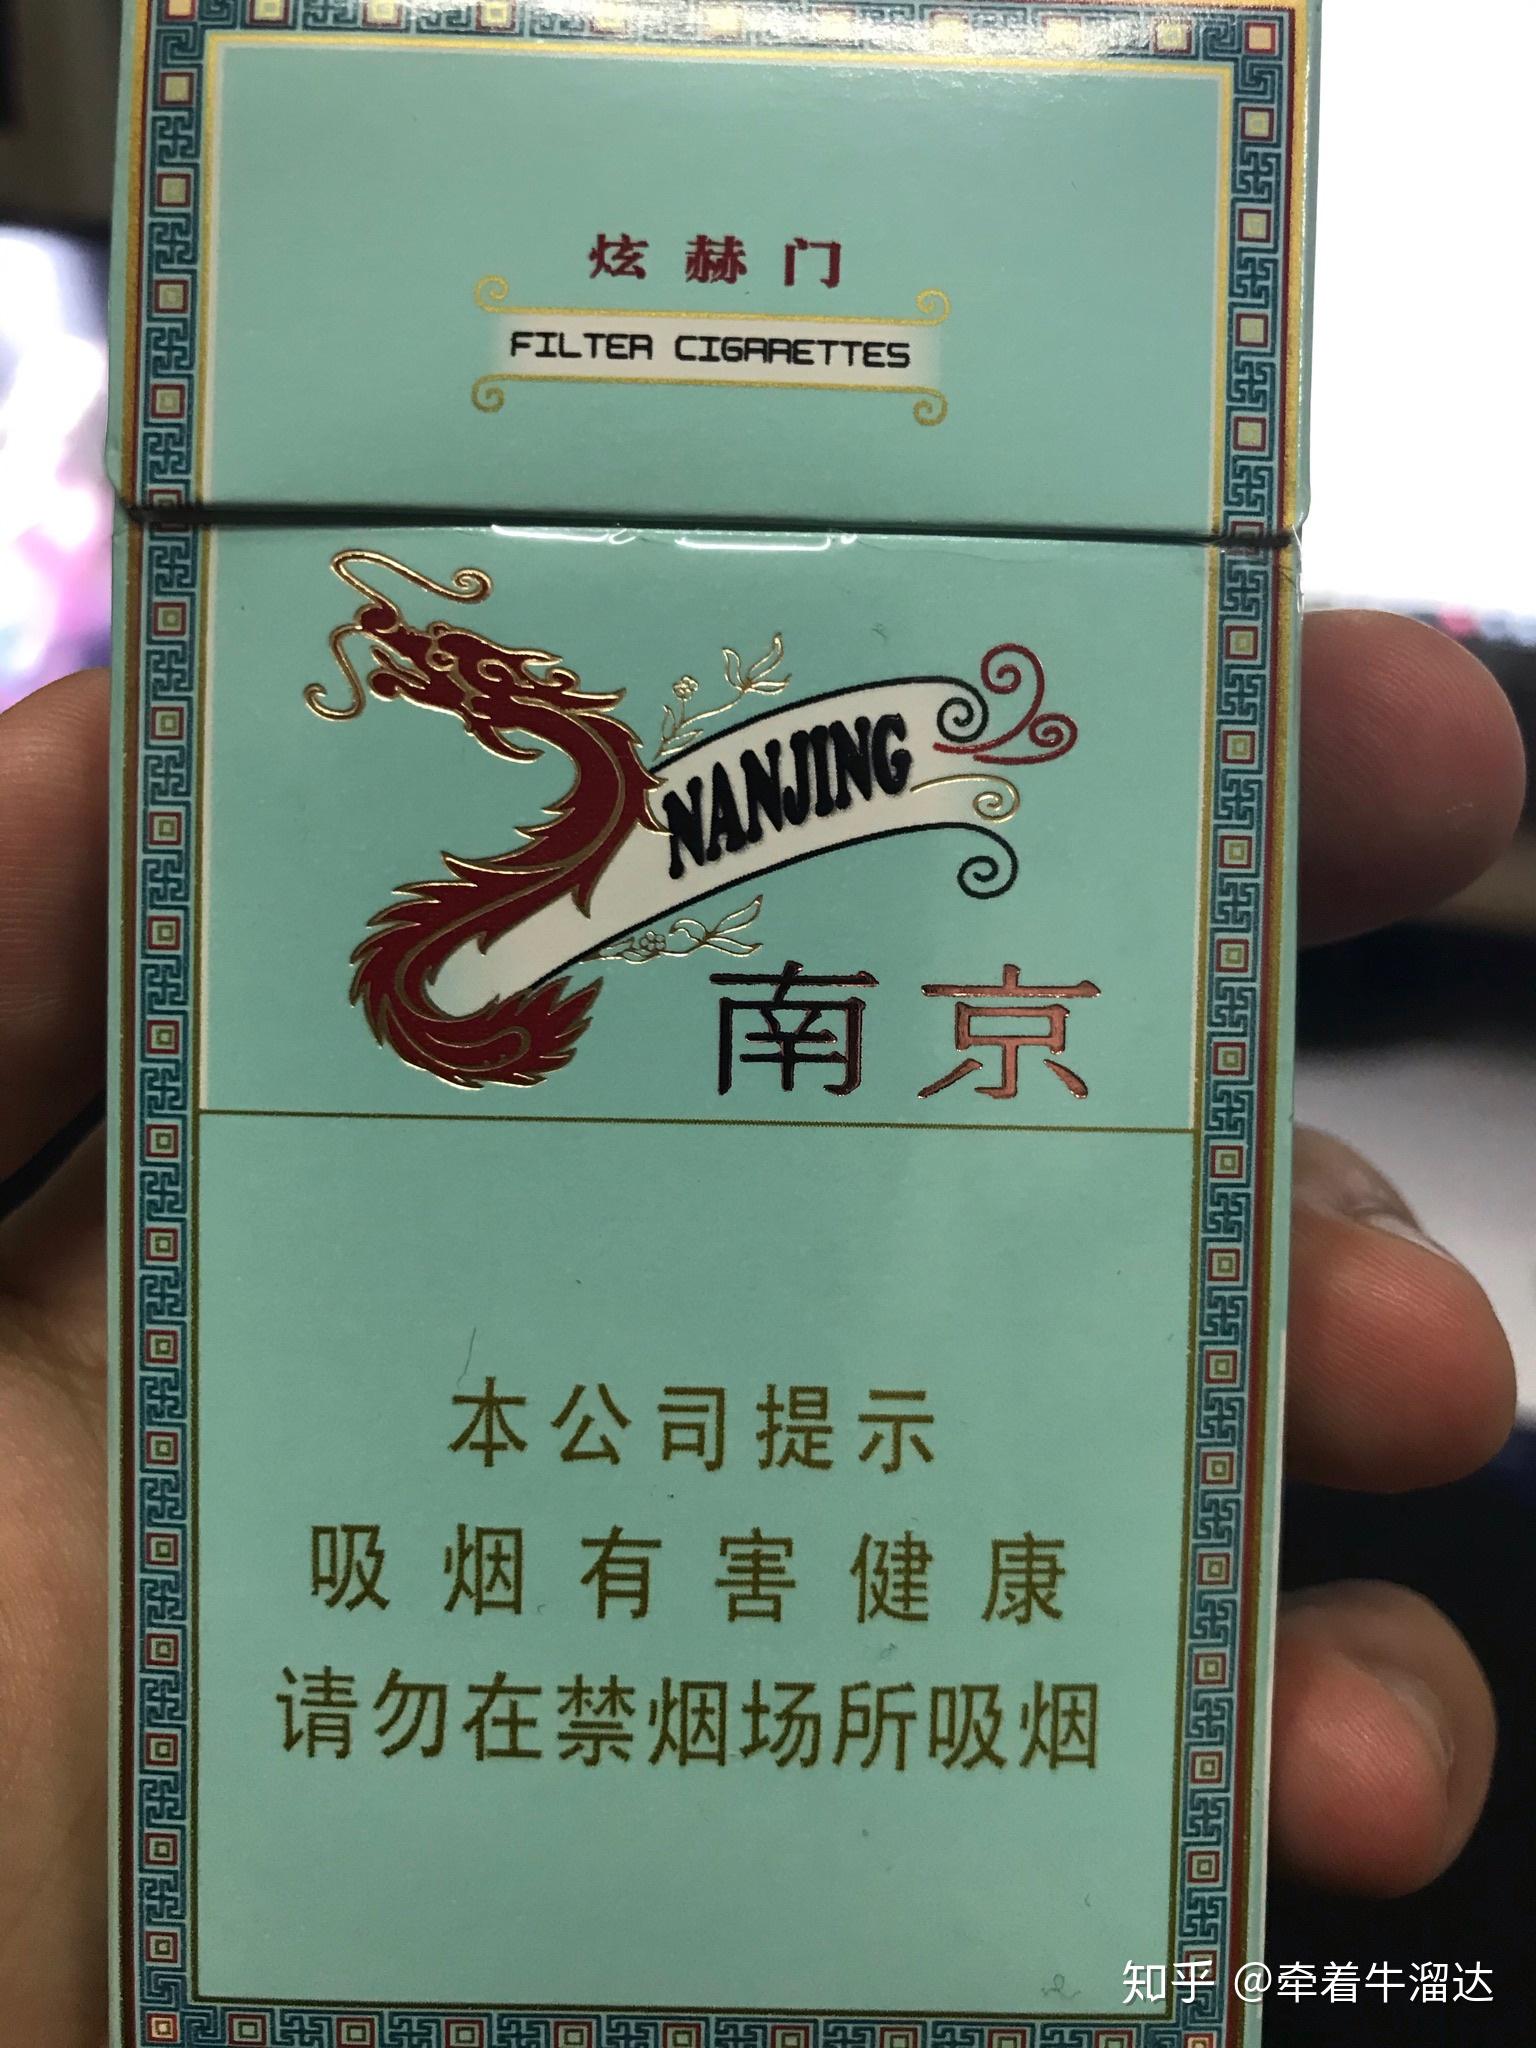 炫赫门
FILTER CIGARETTES
NANJING
南京
本公司提示
吸烟有害健康
请勿在禁烟场所吸烟
知乎 @牵着牛溜达